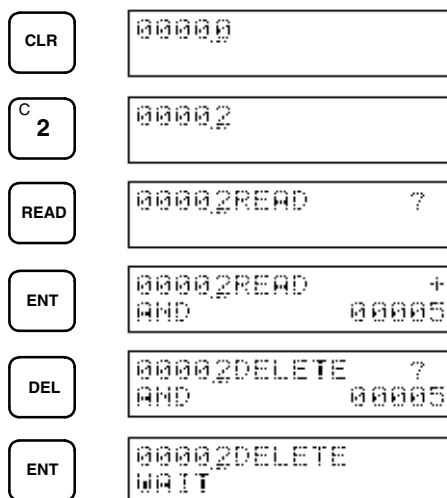 CLR
00000
C
2
00002
READ
00002READ ?
ENT
00002READ +
AND 00005
DEL
00002DELETE ?
AND 00005
ENT
00002DELETE
WAIT